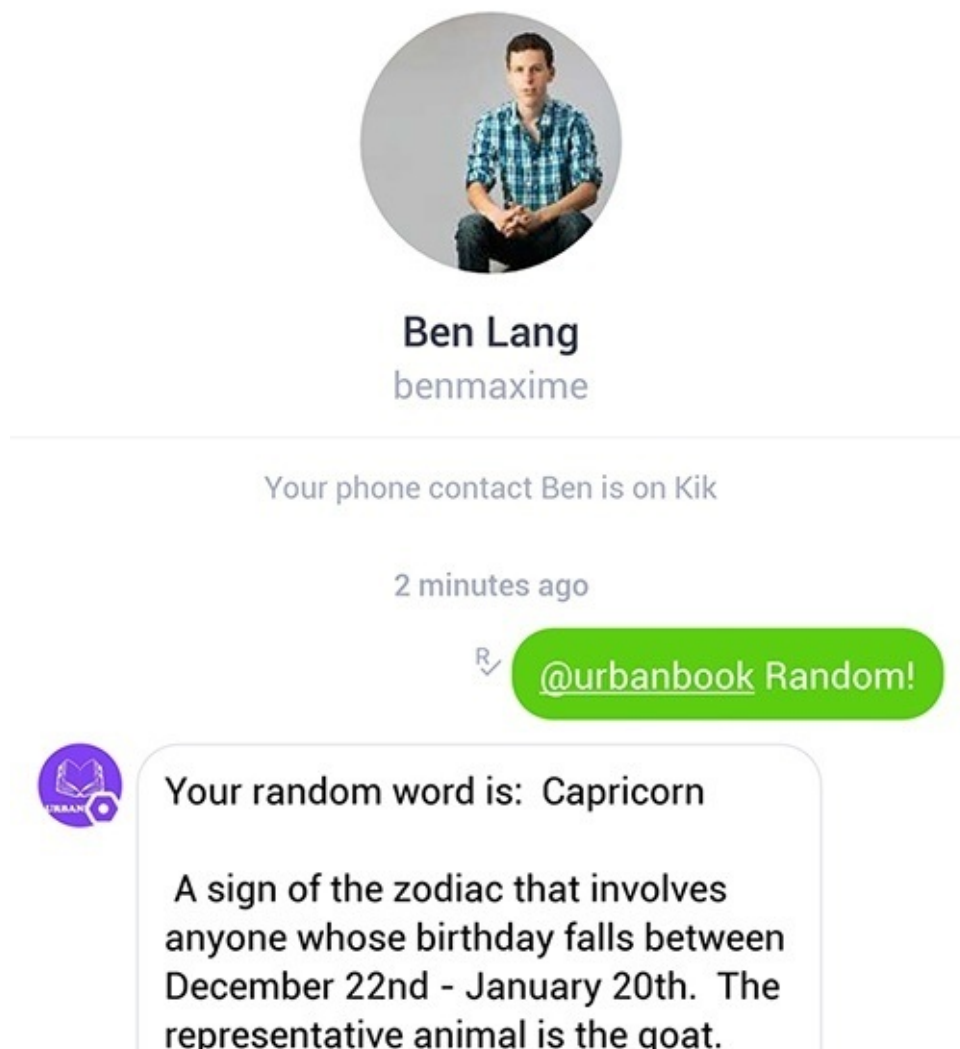 Ben Lang
benmaxime
Your phone contact Ben is on Kik
2 minutes ago
R
@urbanbook Random!
URBAN
Your random word is:  Capricorn
A sign of the zodiac that involves
anyone whose birthday falls between
December 22nd - January 20th.  The
representative animal is the goat.